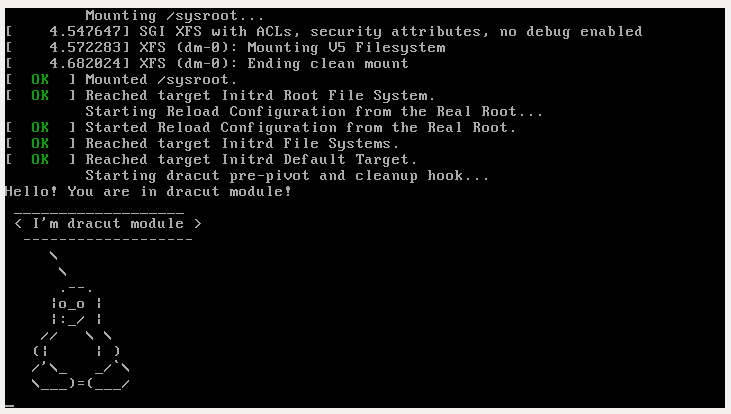 Mounting /sysroot...
[    4.547647] SGI XFS with ACLs, security attributes, no debug enabled
[    4.572283] XFS (dm-0): Mounting V5 Filesystem
[    4.682024] XFS (dm-0): Ending clean mount
[  OK  ] Mounted /sysroot.
[  OK  ] Reached target Initrd Root File System.
         Starting Reload Configuration from the Real Root...
[  OK  ] Started Reload Configuration from the Real Root.
[  OK  ] Reached target Initrd File Systems.
[  OK  ] Reached target Initrd Default Target.
         Starting dracut pre-pivot and cleanup hook...
Hello! You are in dracut module!
 ___________________
< I'm dracut module >
  -------------------
     \
      \
      .--.
     |o_o |
     |:_/ |
    //   \ \
   (|     | )
   /'\_   _/`\
   \___)=(___/
_